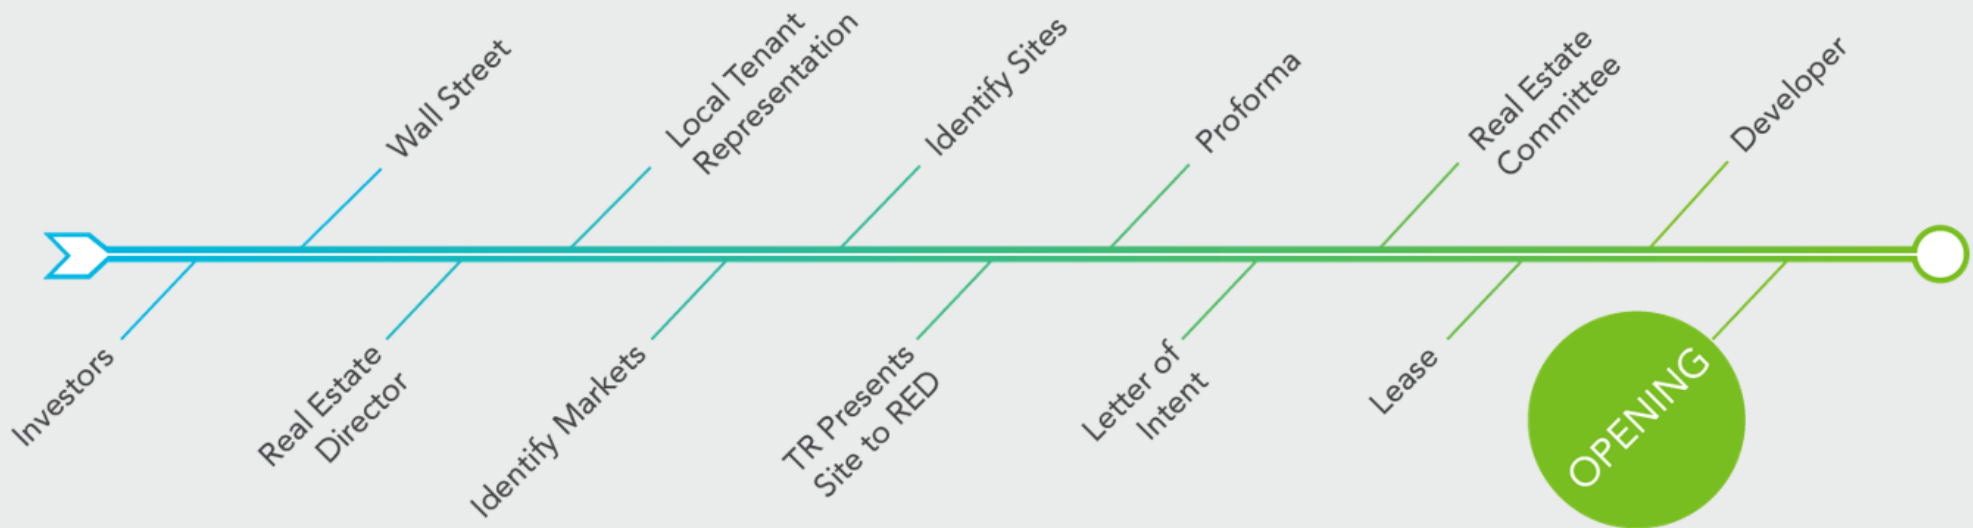 Investors
Wall Street
Real Estate
Director
Local Tenant
Representation
Identify Markets
Identify Sites
TR Presents
Site to RED
Proforma
Letter of
Intent
Real Estate
Committee
Lease
Developer
OPENING